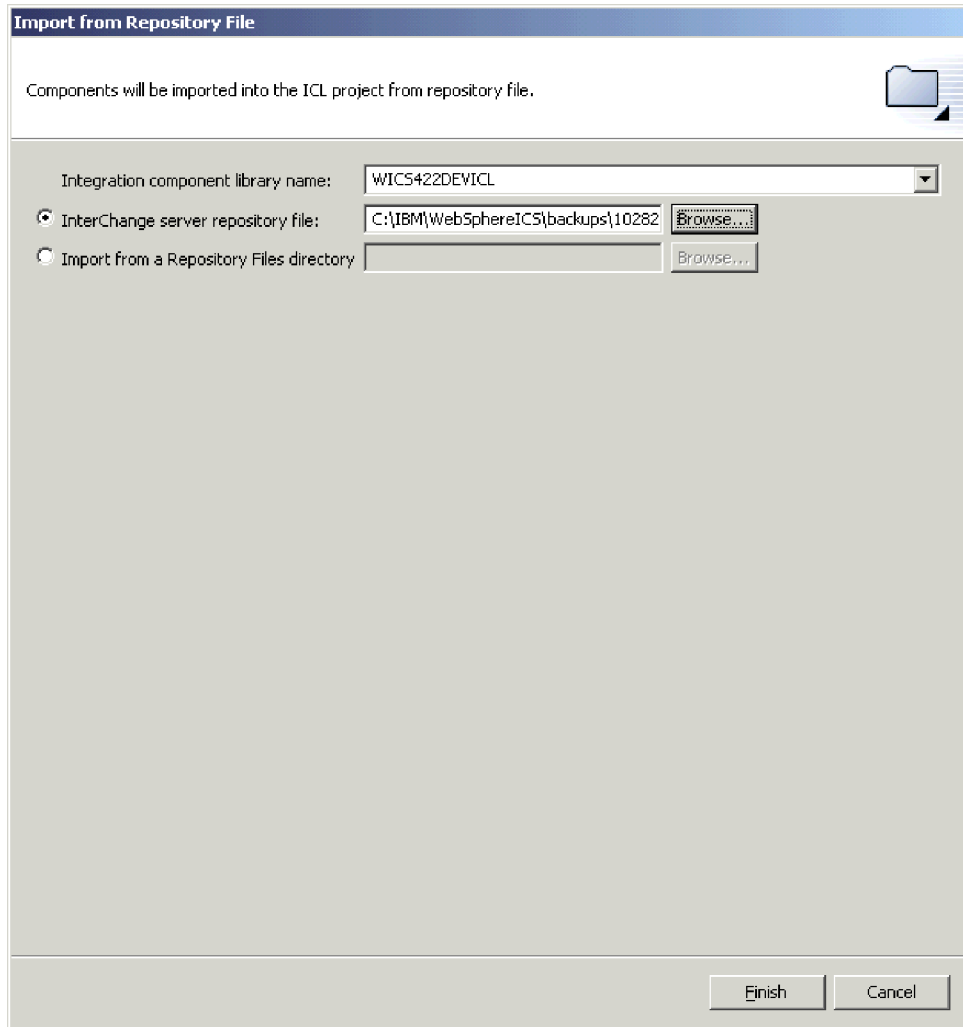 Import from Repository File
Components will be imported into the ICL project from repository file.
Integration component library name: WICS422DEVICL
InterChange server repository file: C:\IBM\WebSphereICS\backups\10282 Browse...
Import from a Repository Files directory Browse...
Finish Cancel